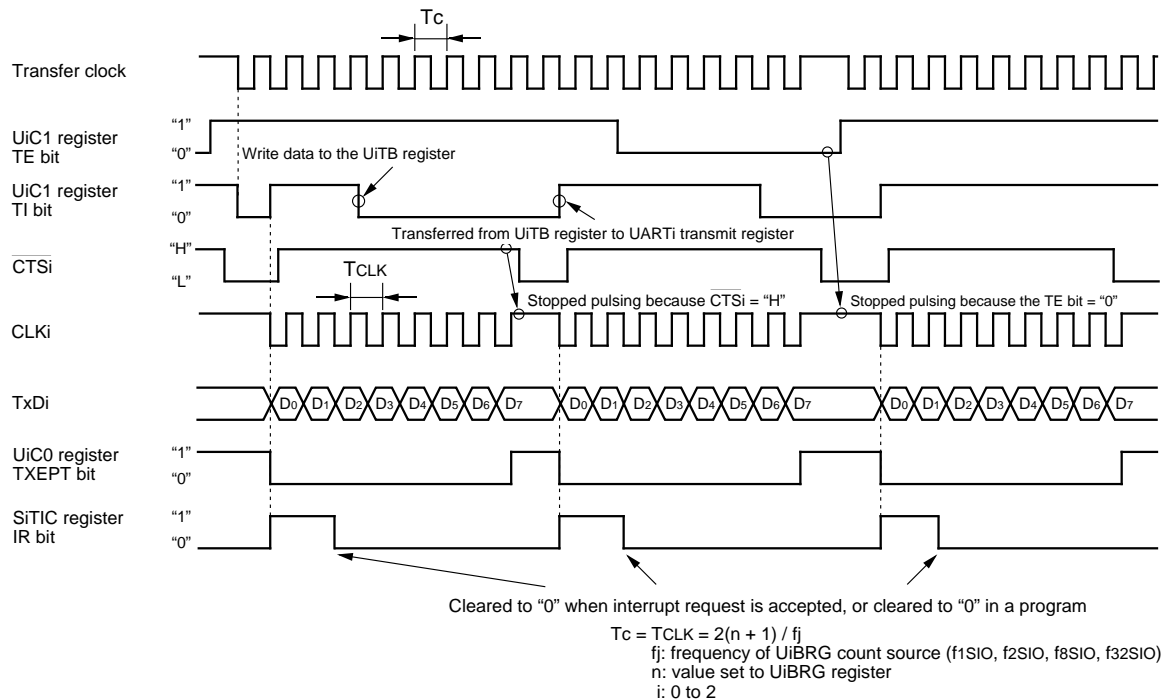 Tc
Transfer clock
UiC1 register
TE bit
“1”
“0”
Write data to the UiTB register
UiC1 register
TI bit
“1”
“0”
Transferred from UiTB register to UARTi transmit register
CTSi
“H”
“L”
TCLK
Stopped pulsing because CTSi = “H”
Stopped pulsing because the TE bit = “0”
CLKi
TxDi
D0 D1 D2 D3 D4 D5 D6 D7 D0 D1 D2 D3 D4 D5 D6 D7 D0 D1 D2 D3 D4 D5 D6 D7
UiC0 register
TXEPT bit
“1”
“0”
SiTIC register
IR bit
“1”
“0”
Cleared to “0” when interrupt request is accepted, or cleared to “0” in a program
Tc = TCLK = 2(n + 1) / fj
fj: frequency of UiBRG count source (f1SIO, f2SIO, f8SIO, f32SIO)
n: value set to UiBRG register
i: 0 to 2